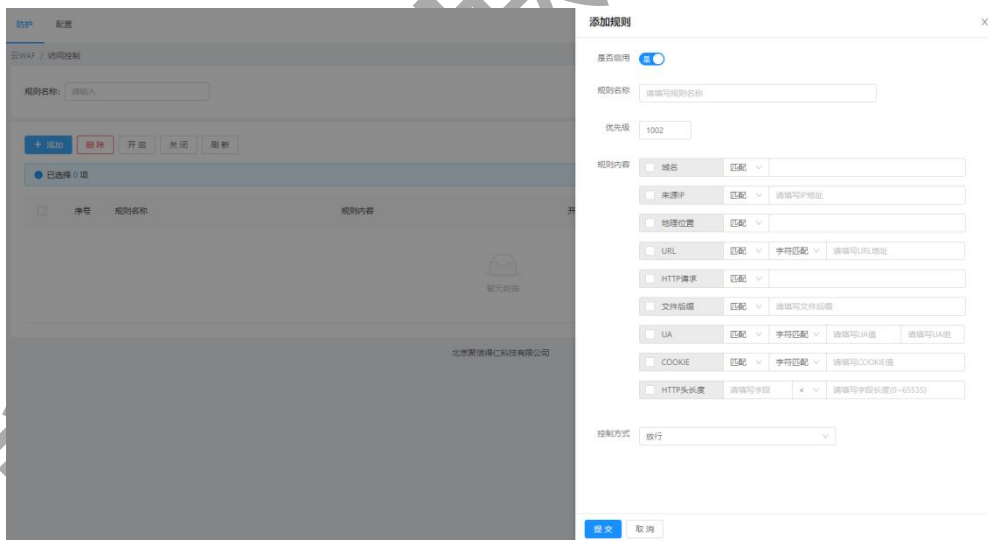 防护 配置
云WAF / 访问控制
规则名称: 请输入
+ 添加 删除 开启 关闭 刷新
已选择 0 项
序号 规则名称 规则内容 开
暂无数据
北京聚信得仁科技有限公司
添加规则 X
是否启用 是
规则名称 请填写规则名称
优先级 1002
规则内容 域名 匹配
来源IP 匹配 请填写IP地址
地理位置 匹配
URL 匹配 字符匹配 请填写URL地址
HTTP请求 匹配
文件后缀 匹配 请填写文件后缀
UA 匹配 字符匹配 请填写UA值 请填写UA组
COOKIE 匹配 字符匹配 请填写COOKIE值
HTTP头长度 请填写字段 < 请填写字段长度(0~65535)
控制方式 放行
提交 取消